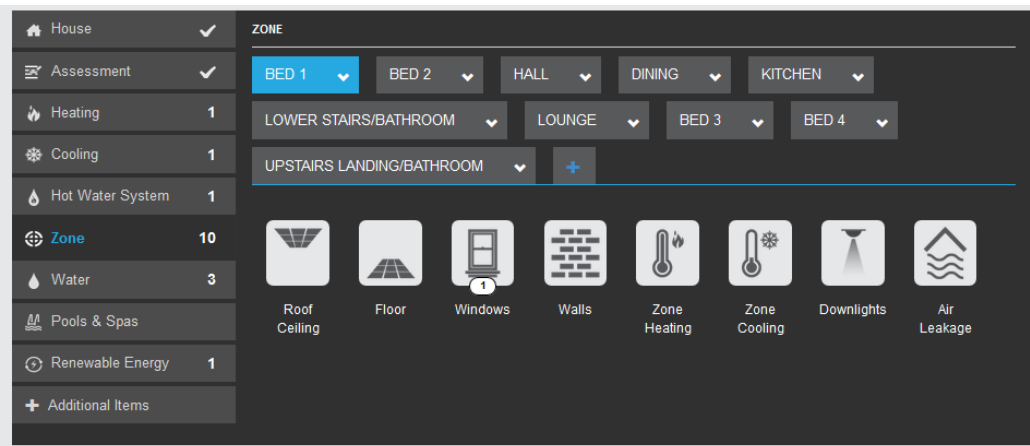 House
Assessment
Heating 1
Cooling 1
Hot Water System 1
Zone 10
Water 3
Pools & Spas
Renewable Energy 1
Additional Items
ZONE
BED 1 BED 2 HALL DINING KITCHEN
LOWER STAIRS/BATHROOM LOUNGE BED 3 BED 4
UPSTAIRS LANDING/BATHROOM
1
Roof Ceiling
Floor
Windows
Walls
Zone Heating
Zone Cooling
Downlights
Air Leakage